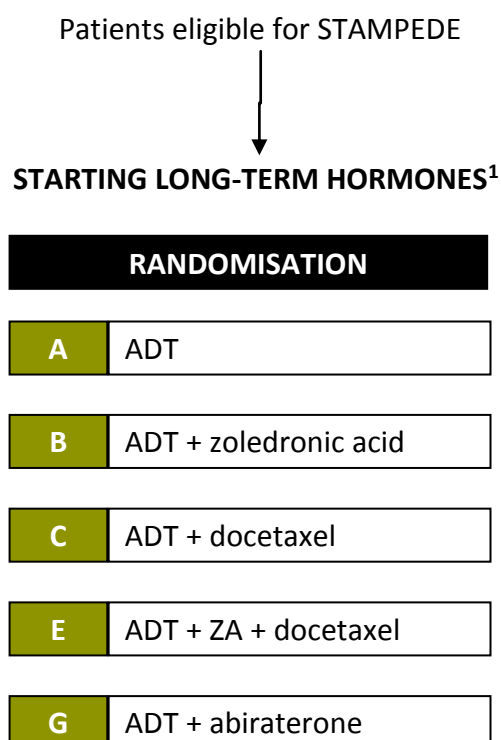 Patients eligible for STAMPEDE
STARTING LONG-TERM HORMONES¹
RANDOMISATION
A ADT
B ADT + zoledronic acid
C ADT + docetaxel
E ADT + ZA + docetaxel
G ADT + abiraterone